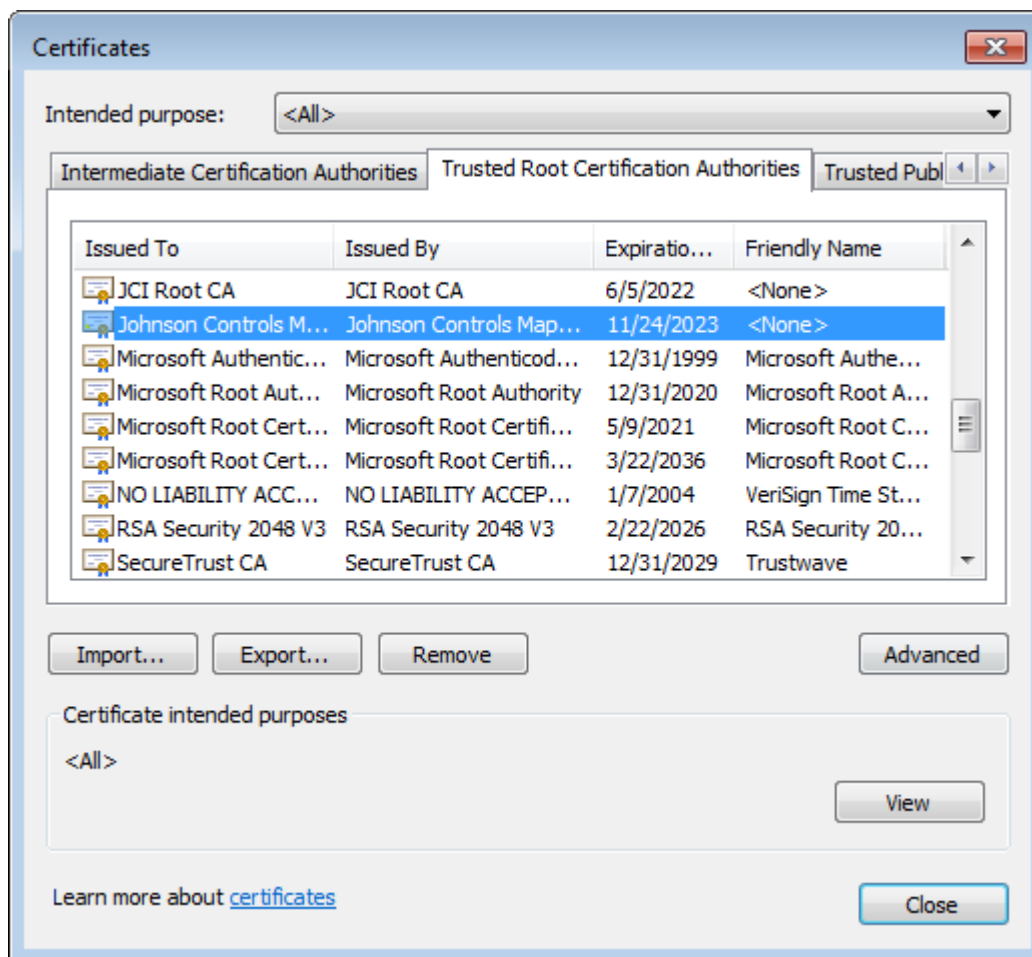 Certificates
Intended purpose: <All>
Intermediate Certification Authorities Trusted Root Certification Authorities Trusted Publ
Issued To Issued By Expiratio... Friendly Name
JCI Root CA JCI Root CA 6/5/2022 <None>
Johnson Controls M... Johnson Controls Map... 11/24/2023 <None>
Microsoft Authentic... Microsoft Authenticod... 12/31/1999 Microsoft Authe...
Microsoft Root Aut... Microsoft Root Authority 12/31/2020 Microsoft Root A...
Microsoft Root Cert... Microsoft Root Certifi... 5/9/2021 Microsoft Root C...
Microsoft Root Cert... Microsoft Root Certifi... 3/22/2036 Microsoft Root C...
NO LIABILITY ACC... NO LIABILITY ACCEP... 1/7/2004 VeriSign Time St...
RSA Security 2048 V3 RSA Security 2048 V3 2/22/2026 RSA Security 20...
SecureTrust CA SecureTrust CA 12/31/2029 Trustwave
Import... Export... Remove Advanced
Certificate intended purposes
<All>
View
Learn more about certificates
Close